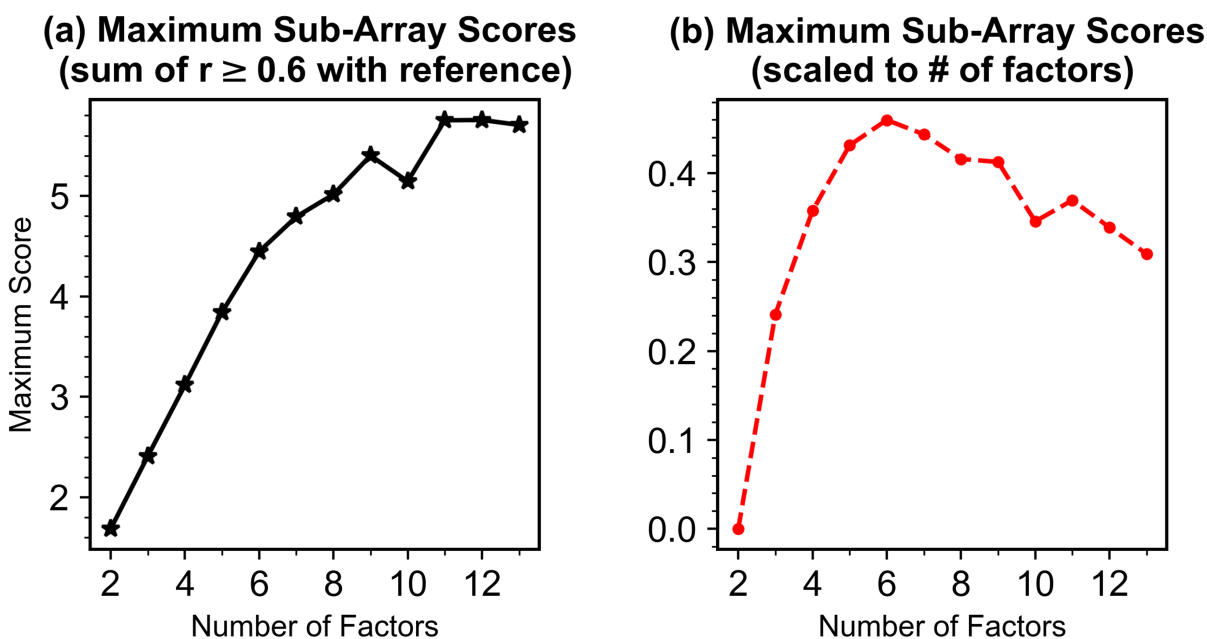 (a) Maximum Sub-Array Scores
(sum of r ≥ 0.6 with reference)
Maximum Score
5
4
3
2
2 4 6 8 10 12
Number of Factors
(b) Maximum Sub-Array Scores
(scaled to # of factors)
0.4
0.3
0.2
0.1
0.0
2 4 6 8 10 12
Number of Factors